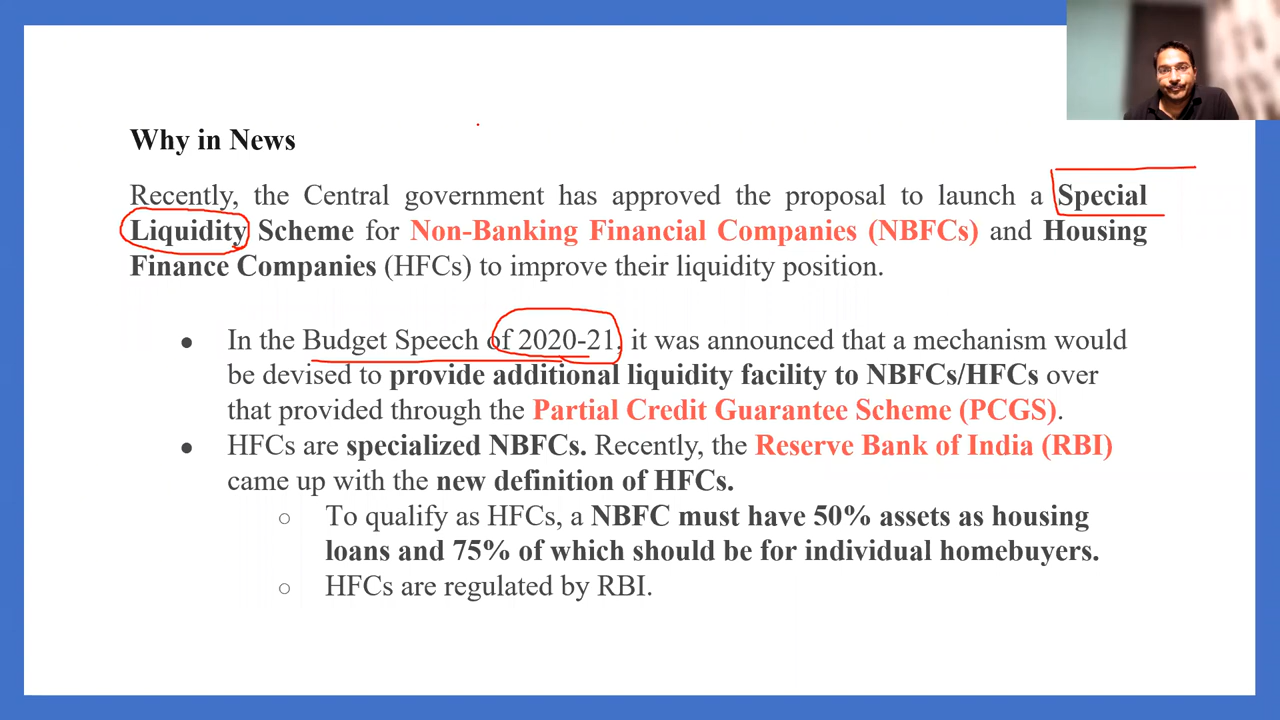 Why in News
Recently, the Central government has approved the proposal to launch a Special
Liquidity Scheme for Non-Banking Financial Companies (NBFCs) and Housing
Finance Companies (HFCs) to improve their liquidity position.
● In the Budget Speech of 2020-21, it was announced that a mechanism would
be devised to provide additional liquidity facility to NBFCs/HFCs over
that provided through the Partial Credit Guarantee Scheme (PCGS).
● HFCs are specialized NBFCs. Recently, the Reserve Bank of India (RBI)
came up with the new definition of HFCs.
○ To qualify as HFCs, a NBFC must have 50% assets as housing
loans and 75% of which should be for individual homebuyers.
○ HFCs are regulated by RBI.